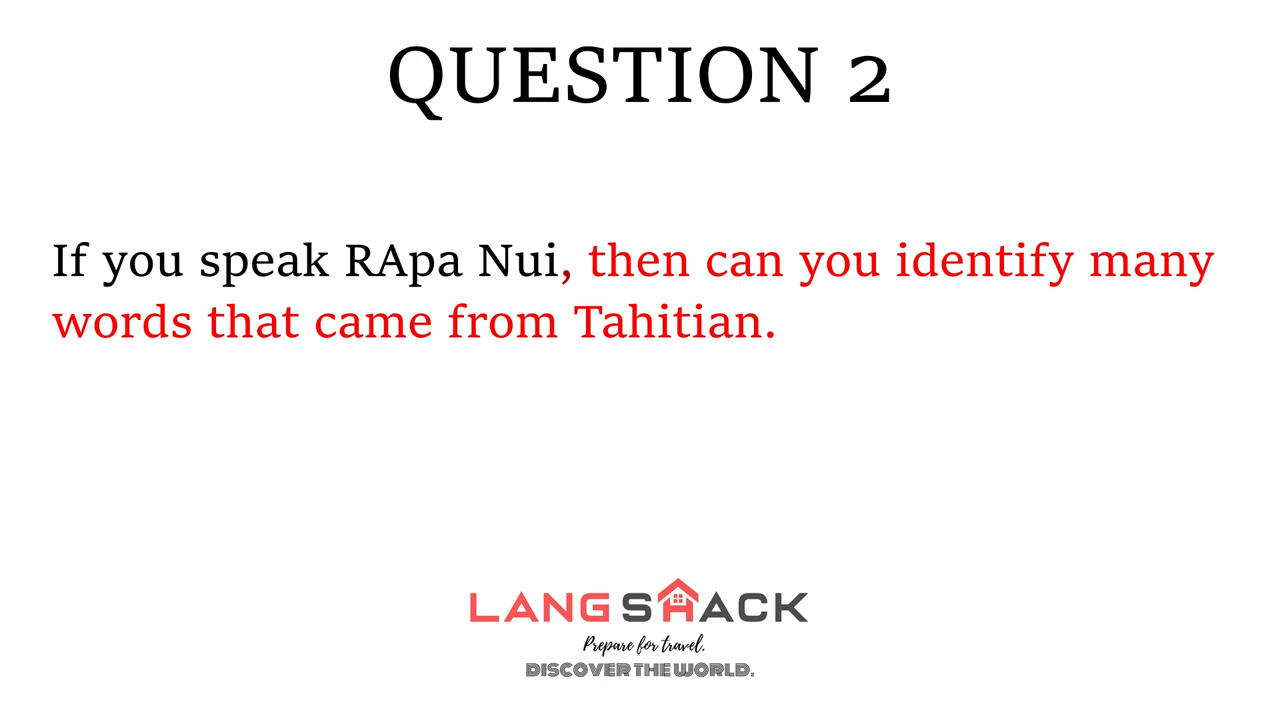 QUESTION 2
If you speak RApa Nui, then can you identify many
words that came from Tahitian.
LANG SHACK
Prepare for travel.
DISCOVER THE WORLD.